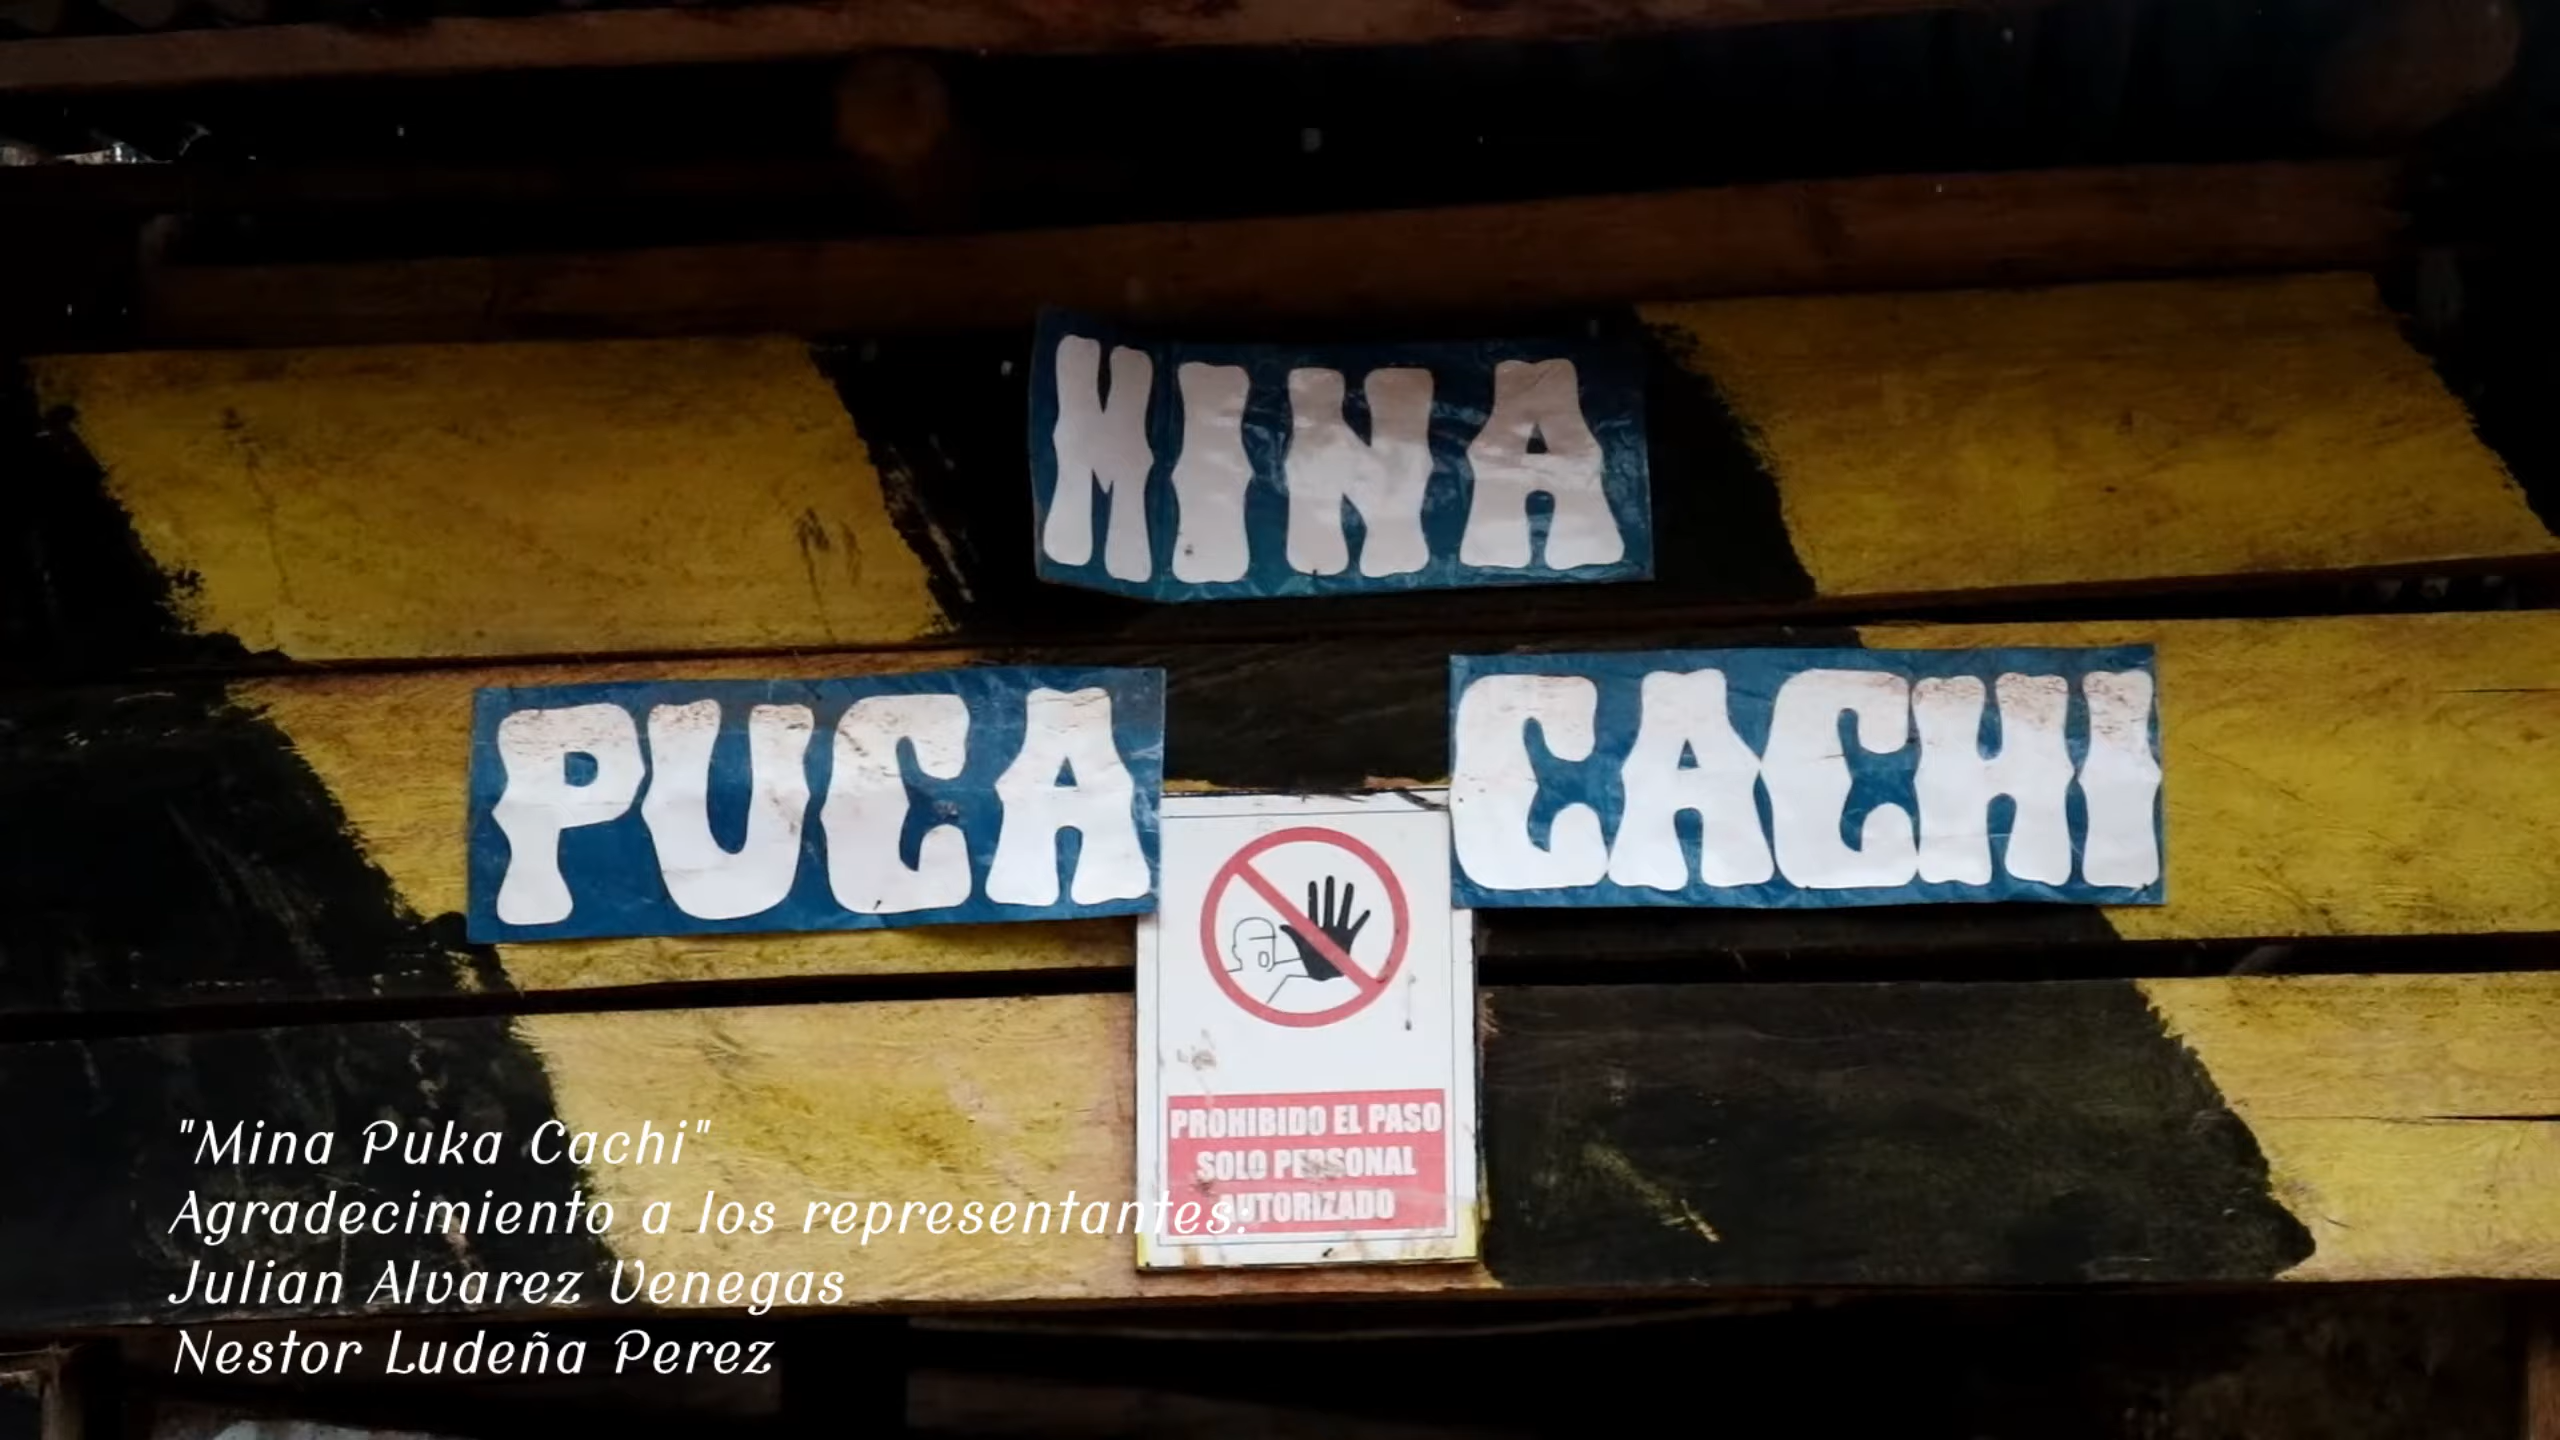 MINA
PUCA CACHI
PROHIBIDO EL PASO
SOLO PERSONAL
AUTORIZADO
"Mina Puka Cachi"
Agradecimiento a los representantes:
Julian Alvarez Venegas
Nestor Ludeña Perez